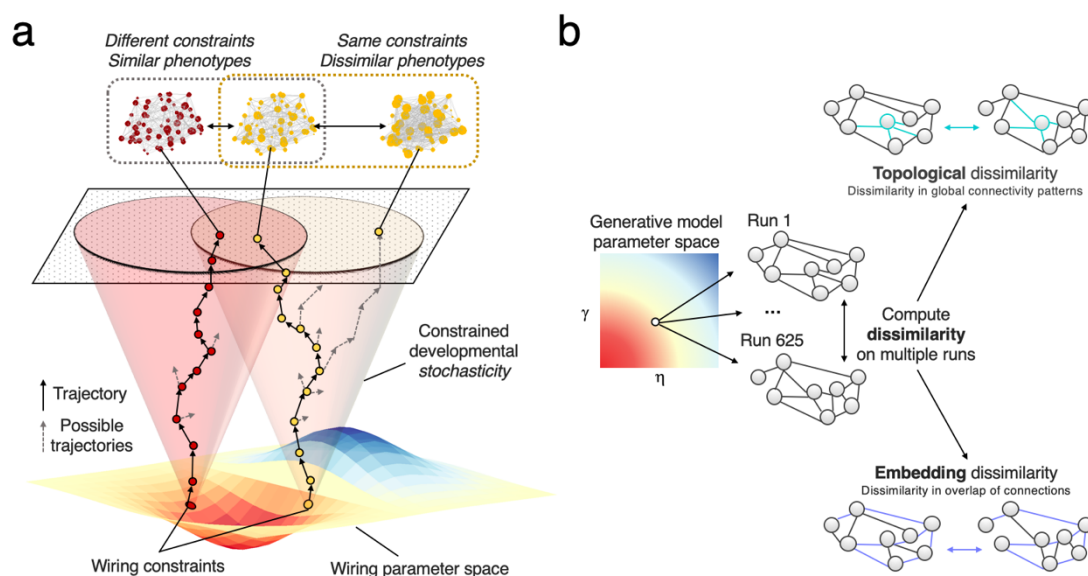 a
Different constraints
Similar phenotypes
Same constraints
Dissimilar phenotypes
Constrained
developmental
stochasticity
Trajectory
Possible
trajectories
Wiring constraints
Wiring parameter space
b
Topological dissimilarity
Dissimilarity in global connectivity patterns
Generative model
parameter space
Run 1
γ
...
Run 625
η
Compute
dissimilarity
on multiple runs
Embedding dissimilarity
Dissimilarity in overlap of connections